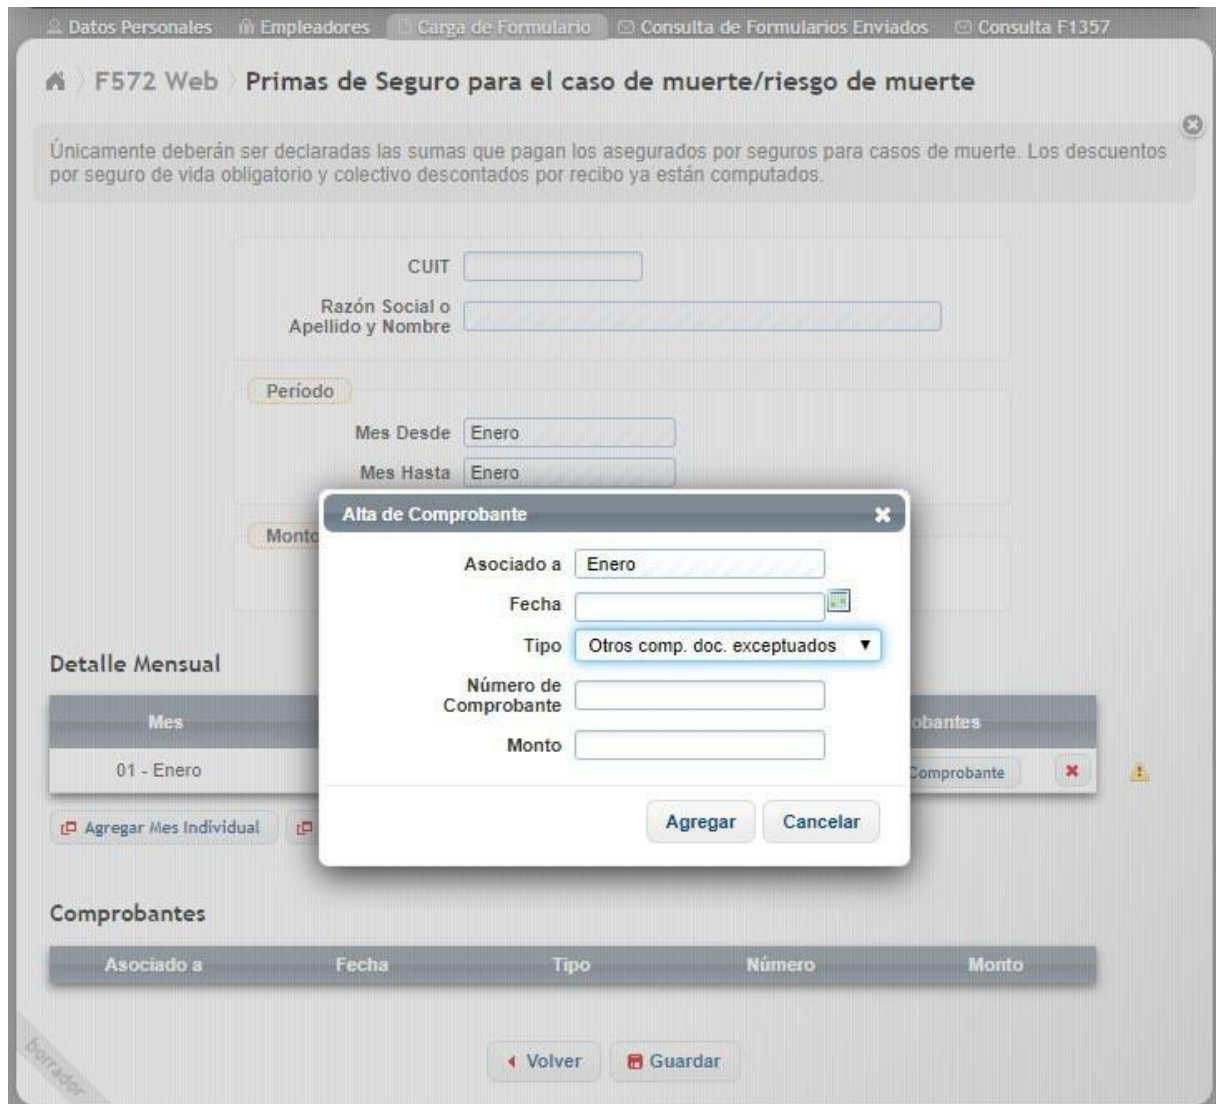 Datos Personales Empleadores Carga de Formulario Consulta de Formularios Enviados Consulta F1357
F572 Web Primas de Seguro para el caso de muerte/riesgo de muerte
Únicamente deberán ser declaradas las sumas que pagan los asegurados por seguros para casos de muerte. Los descuentos
por seguro de vida obligatorio y colectivo descontados por recibo ya están computados.
CUIT
Razón Social o
Apellido y Nombre
Período
Mes Desde Enero
Mes Hasta Enero
Alta de Comprobante
Monto
Asociado a Enero
Fecha
Tipo Otros comp. doc. exceptuados
Detalle Mensual
Número de
Comprobante
Mes
Monto
01 - Enero Comprobante
Agregar Mes Individual
Agregar Cancelar
Comprobantes
Asociado a Fecha Tipo Número Monto
borrador
Volver Guardar